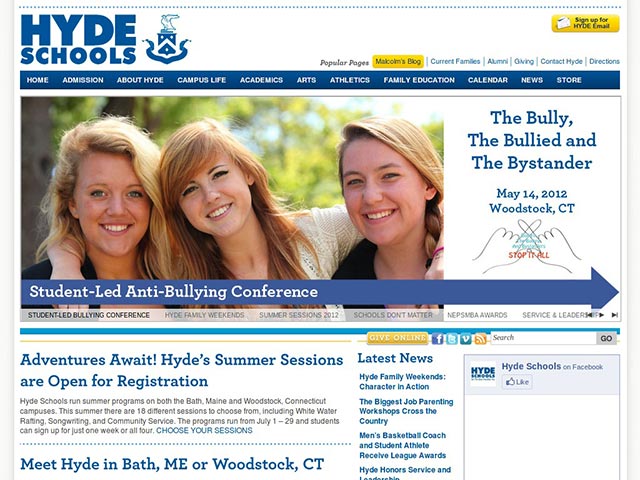 HYDE
SCHOOLS
Sign up for
HYDE Email
Popular Pages Malcolm's Blog Current Families Alumni Giving Contact Hyde Directions
HOME ADMISSION ABOUT HYDE CAMPUS LIFE ACADEMICS ARTS ATHLETICS FAMILY EDUCATION CALENDAR NEWS STORE
The Bully,
The Bullied and
The Bystander
May 14, 2012
Woodstock, CT
STOP IT ALL
Student-Led Anti-Bullying Conference
STUDENT-LED BULLYING CONFERENCE HYDE FAMILY WEEKENDS SUMMER SESSIONS 2012 SCHOOLS DON'T MATTER NEPSMBA AWARDS SERVICE & LEADERSHIP
GIVE ONLINE Search GO
Adventures Await! Hyde's Summer Sessions
are Open for Registration
Hyde Schools run summer programs on both the Bath, Maine and Woodstock, Connecticut
campuses. This summer there are 18 different sessions to choose from, including White Water
Rafting, Songwriting, and Community Service. The programs run from July 1 – 29 and students
can sign up for just one week or all four. CHOOSE YOUR SESSIONS
Meet Hyde in Bath, ME or Woodstock, CT
Latest News
Hyde Family Weekends:
Character in Action
The Biggest Job Parenting
Workshops Cross the
Country
Men's Basketball Coach
and Student Athlete
Receive League Awards
Hyde Honors Service and
Leadership
HYDE
SCHOOLS
Hyde Schools on Facebook
Like